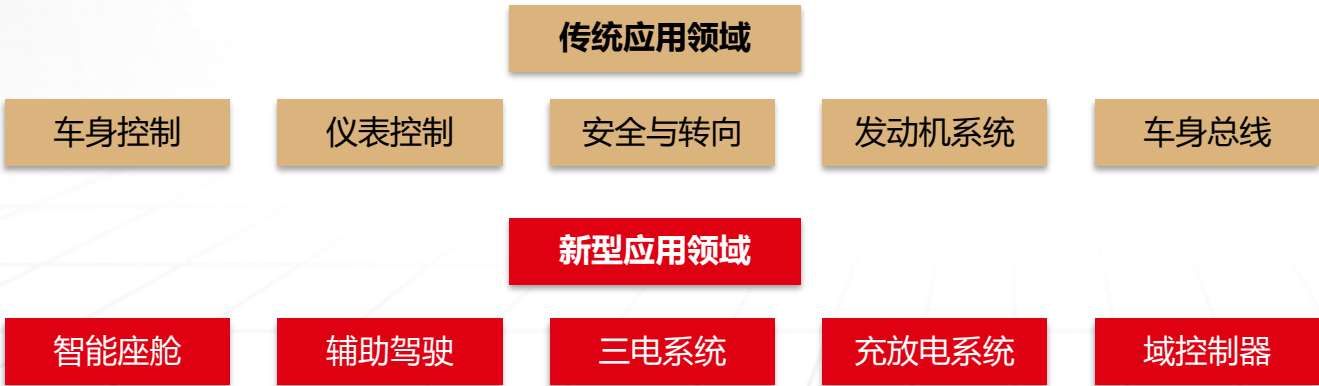 传统应用领域
车身控制 仪表控制 安全与转向 发动机系统 车身总线
新型应用领域
智能座舱 辅助驾驶 三电系统 充放电系统 域控制器